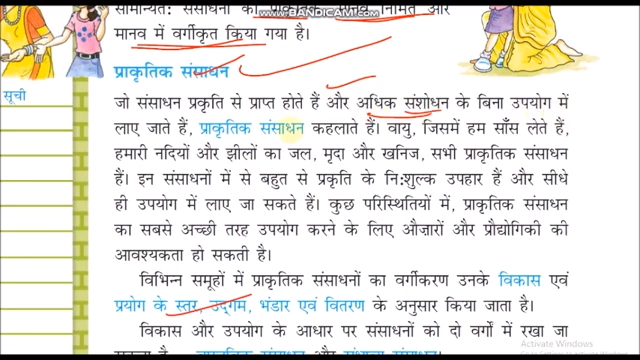 www.BANDICAM.com
सामान्यतः संसाधनों को प्राकृतिक, मानव निर्मित और
मानव में वर्गीकृत किया गया है।
प्राकृतिक संसाधन
सूची
जो संसाधन प्रकृति से प्राप्त होते हैं और अधिक संशोधन के बिना उपयोग में
लाए जाते हैं, प्राकृतिक संसाधन कहलाते हैं। वायु, जिसमें हम साँस लेते हैं,
हमारी नदियों और झीलों का जल, मृदा और खनिज, सभी प्राकृतिक संसाधन
हैं। इन संसाधनों में से बहुत से प्रकृति के नि:शुल्क उपहार हैं और सीधे
ही उपयोग में लाए जा सकते हैं। कुछ परिस्थितियों में, प्राकृतिक संसाधन
का सबसे अच्छी तरह उपयोग करने के लिए औज़ारों और प्रौद्योगिकी की
आवश्यकता हो सकती है।
विभिन्न समूहों में प्राकृतिक संसाधनों का वर्गीकरण उनके विकास एवं
प्रयोग के स्तर, उद्गम, भंडार एवं वितरण के अनुसार किया जाता है।
विकास और उपयोग के आधार पर संसाधनों को दो वर्गों में रखा जा
Activate Windows